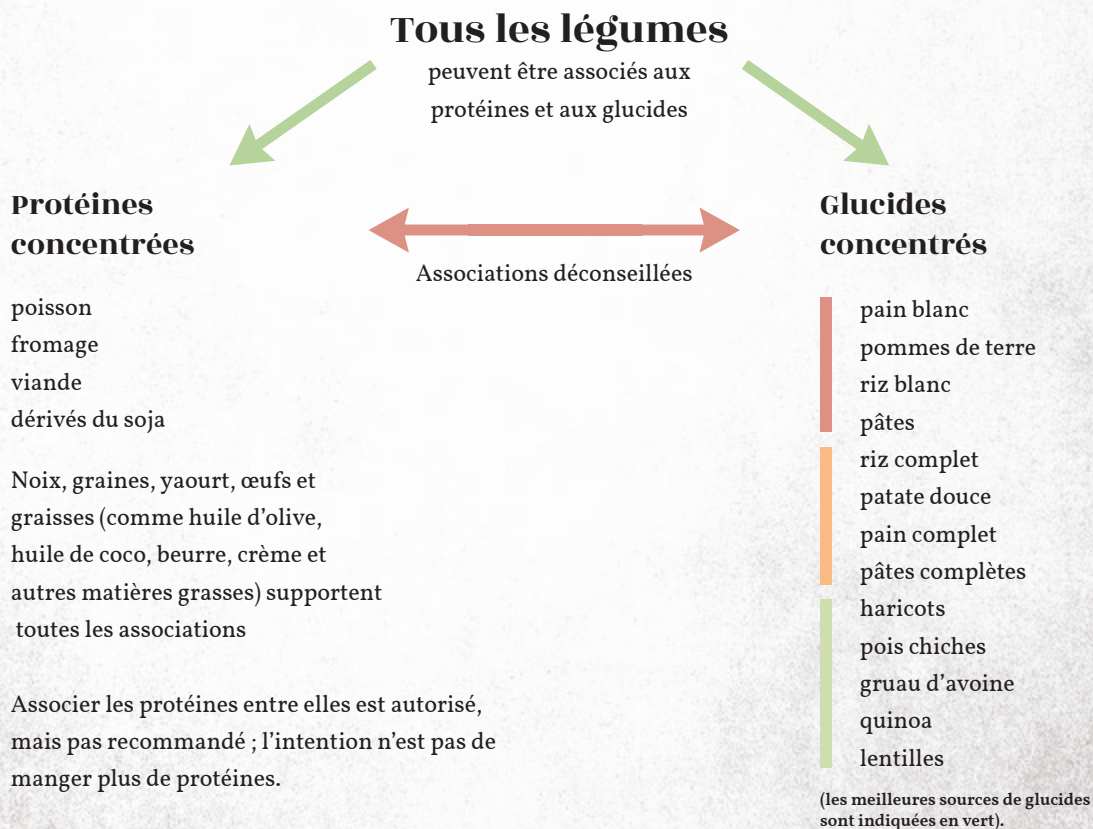 Tous les légumes
peuvent être associés aux
protéines et aux glucides
Protéines
concentrées
Associations déconseillées
Glucides
concentrés
poisson
fromage
viande
dérivés du soja
Noix, graines, yaourt, œufs et
graisses (comme huile d’olive,
huile de coco, beurre, crème et
autres matières grasses) supportent
toutes les associations
Associer les protéines entre elles est autorisé,
mais pas recommandé ; l’intention n’est pas de
manger plus de protéines.
pain blanc
pommes de terre
riz blanc
pâtes
riz complet
patate douce
pain complet
pâtes complètes
haricots
pois chiches
gruau d’avoine
quinoa
lentilles
(les meilleures sources de glucides
sont indiquées en vert).